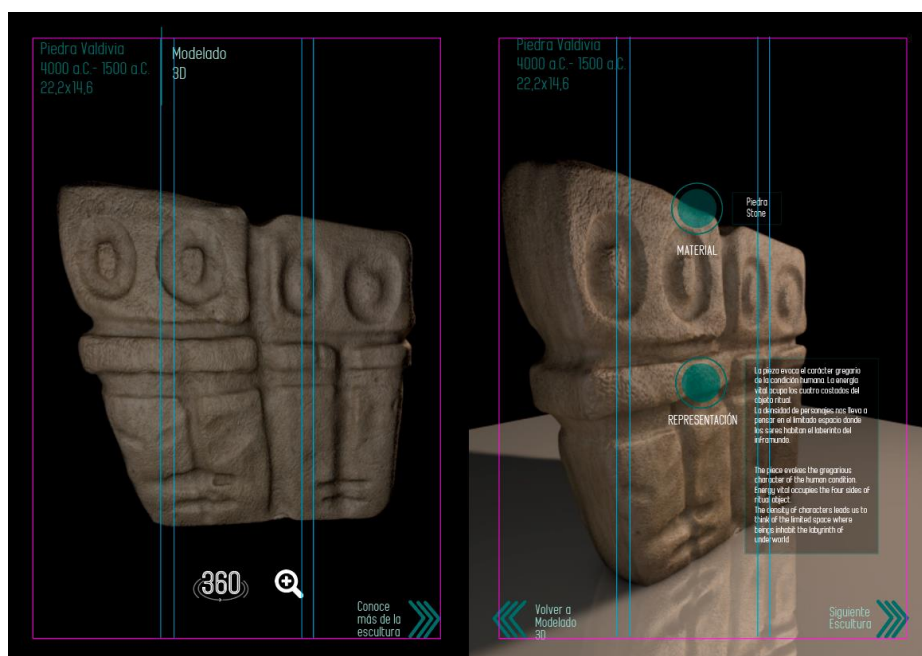 Piedra Valdivia
4000 a.C.- 1500 a.C.
22,2x14,6
Modelado
3D
360
Conoce
más de la
escultura
Piedra Valdivia
4000 a.C.- 1500 a.C.
22,2x14,6
Piedra
Stone
MATERIAL
REPRESENTACIÓN
La pieza evoca el carácter gregario
de la condición humana. La energía
vital ocupa los cuatro costados del
objeto ritual.
La densidad de personajes nos lleva a
pensar en el limitado espacio donde
los seres habitan el laberinto del
inframundo.
The piece evokes the gregarious
character of the human condition.
Energy vital occupies the four sides of
ritual object.
The density of characters leads us to
think of the limited space where
beings inhabit the labyrinth of
underworld
Volver a
Modelado
3D
Siguiente
Escultura